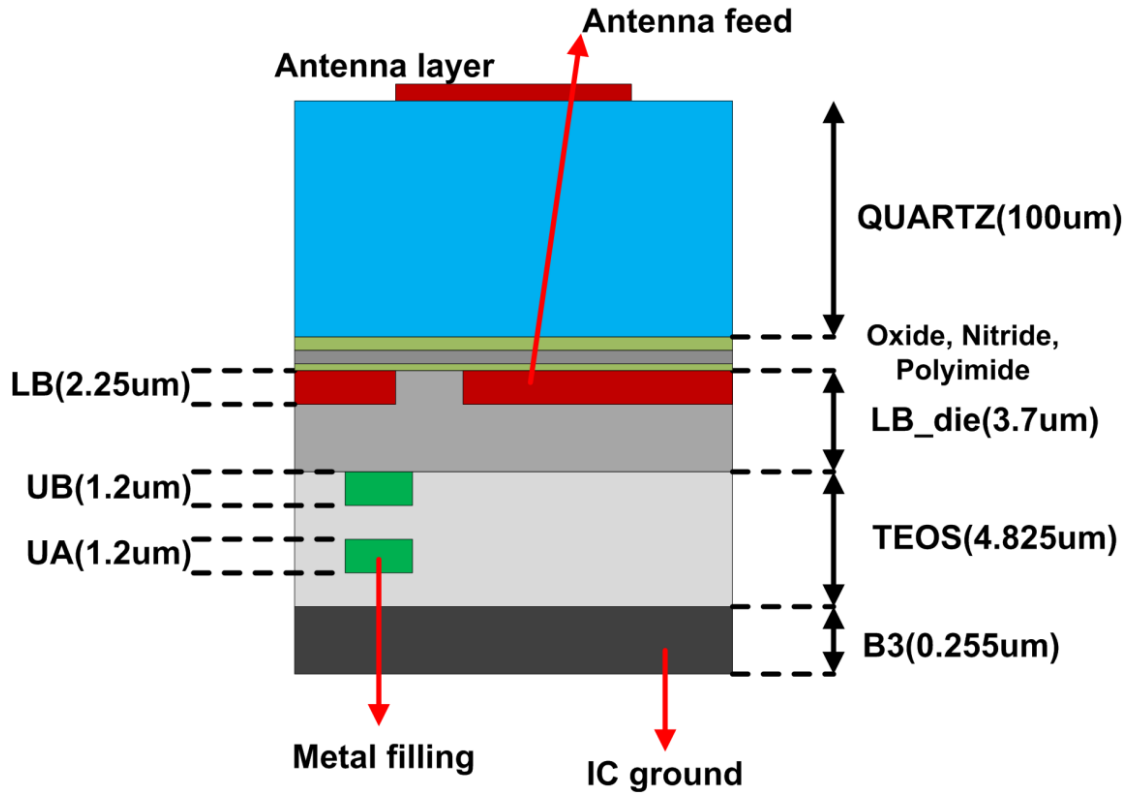 Antenna feed
Antenna layer
QUARTZ(100um)
Oxide, Nitride,
Polyimide
LB(2.25um)
LB_die(3.7um)
UB(1.2um)
TEOS(4.825um)
UA(1.2um)
B3(0.255um)
Metal filling
IC ground